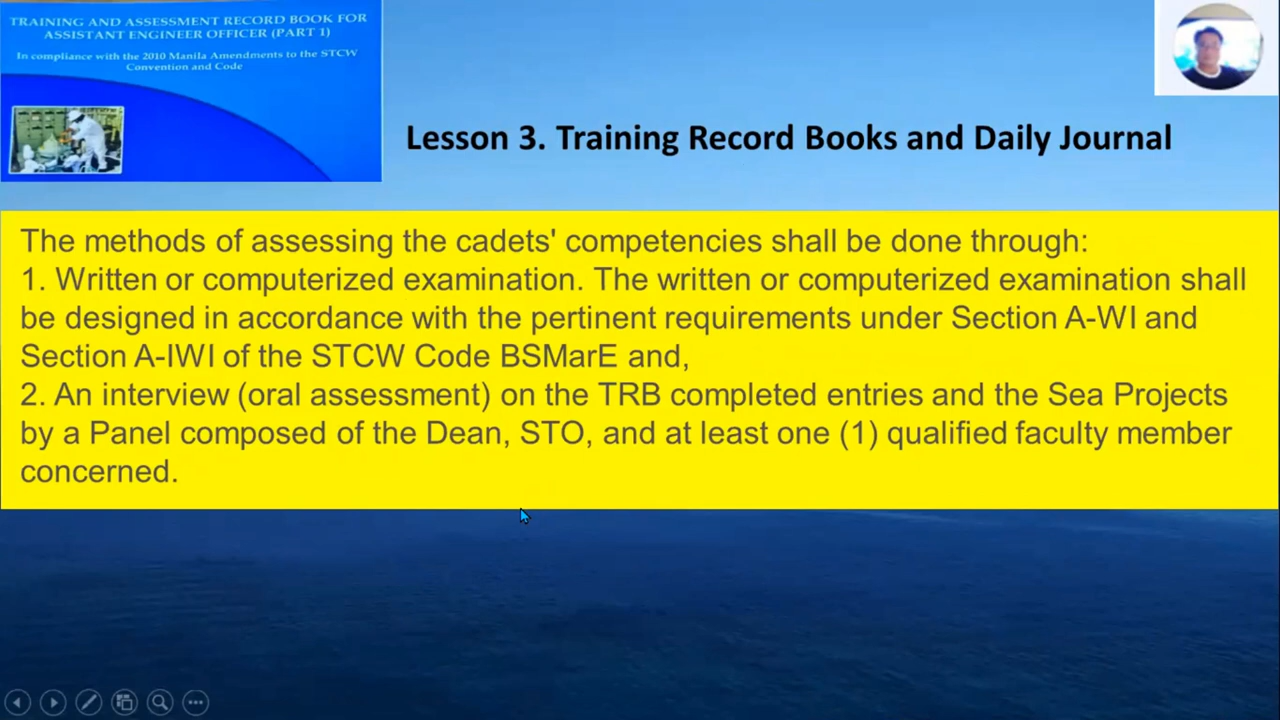 TRAINING AND ASSESSMENT RECORD BOOK FOR
ASSISTANT ENGINEER OFFICER (PART 1)
In compliance with the 2010 Manila Amendments to the STCW
Convention and Code
Lesson 3. Training Record Books and Daily Journal
The methods of assessing the cadets' competencies shall be done through:
1. Written or computerized examination. The written or computerized examination shall
be designed in accordance with the pertinent requirements under Section A-WI and
Section A-IWI of the STCW Code BSMarE and,
2. An interview (oral assessment) on the TRB completed entries and the Sea Projects
by a Panel composed of the Dean, STO, and at least one (1) qualified faculty member
concerned.